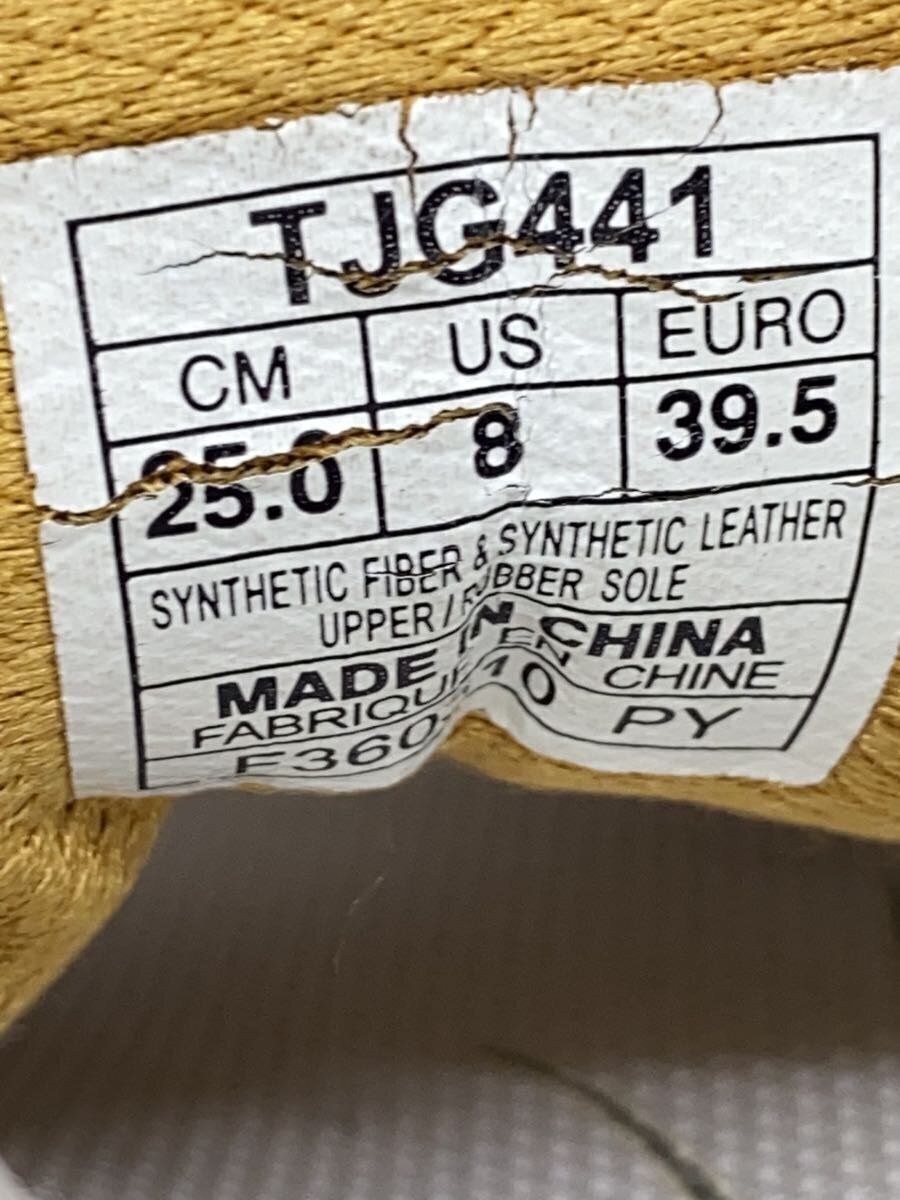 TJG441
CM US EURO
25.0 8 39.5
SYNTHETIC FIBER & SYNTHETIC LEATHER
UPPER / RUBBER SOLE
MADE IN CHINA
FABRIQUE EN CHINE
PY